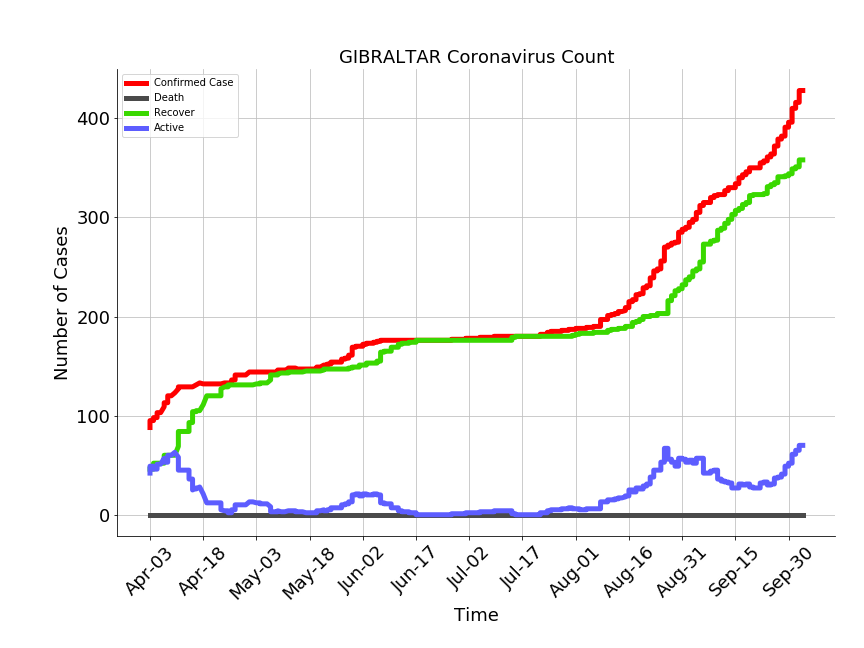 GIBRALTAR Coronavirus Count
Confirmed Case
Death
Recover
Active
Number of Cases
400
300
200
100
0
Apr-03
Apr-18
May-03
May-18
Jun-02
Jun-17
Jul-02
Jul-17
Aug-01
Aug-16
Aug-31
Sep-15
Sep-30
Time